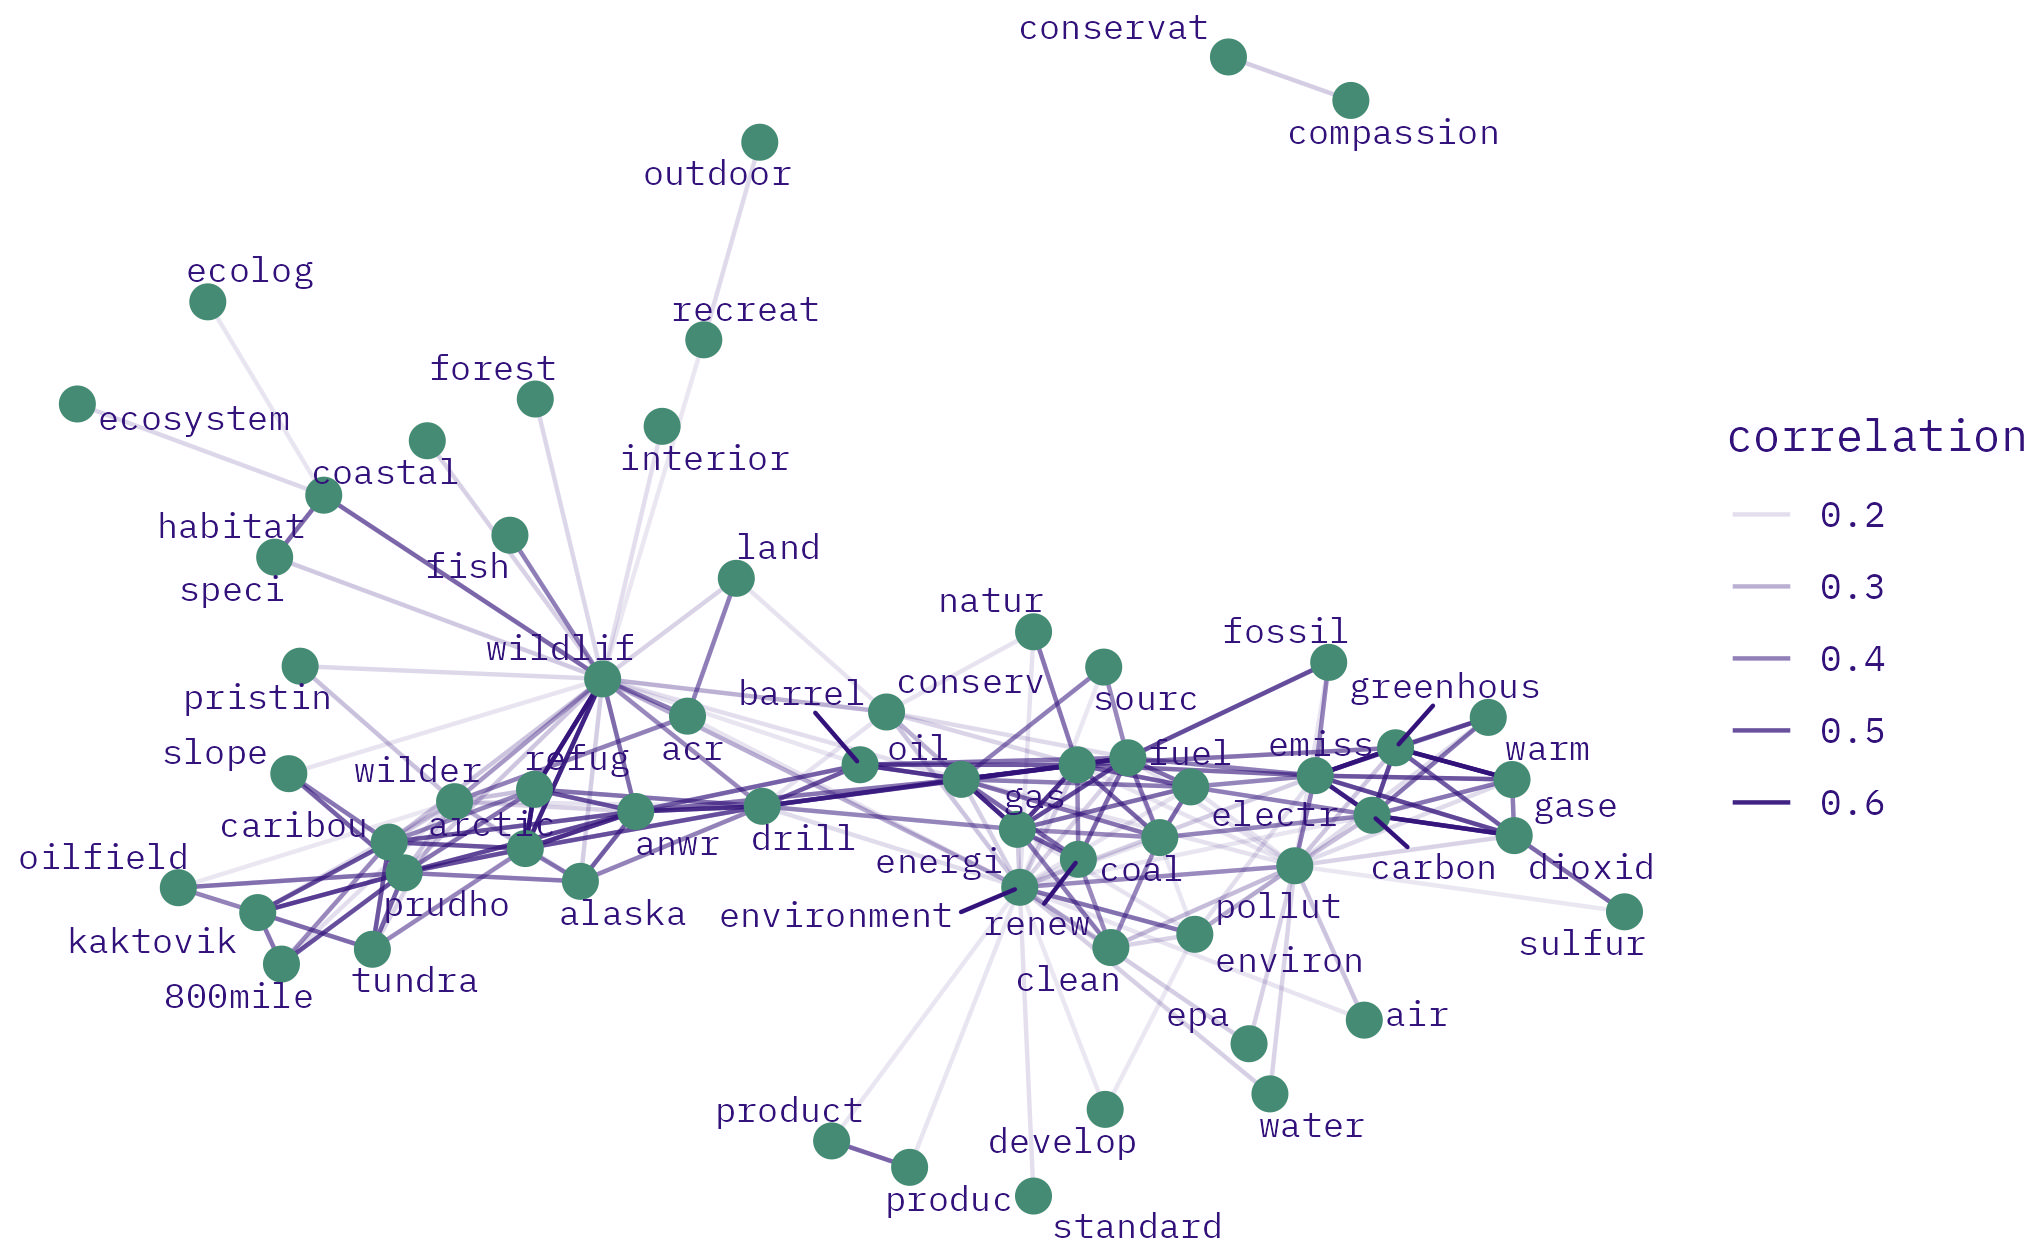 conservat
compassion
outdoor
ecolog
recreat
forest
ecosystem
interior
coastal
habitat
speci
fish
land
natur
fossil
wildlif
pristin
barrel
conserv
sourc
greenhous
slope
wilder
refug
acr
oil
fuel
emiss
warm
caribou
arctic
anwr
drill
gas
electr
gase
oilfield
energi
coal
carbon
dioxid
prudho
alaska
environment
renew
pollut
kaktovik
tundra
800mile
clean
environ
sulfur
epa
air
product
develop
water
produc
standard
correlation
0.2
0.3
0.4
0.5
0.6